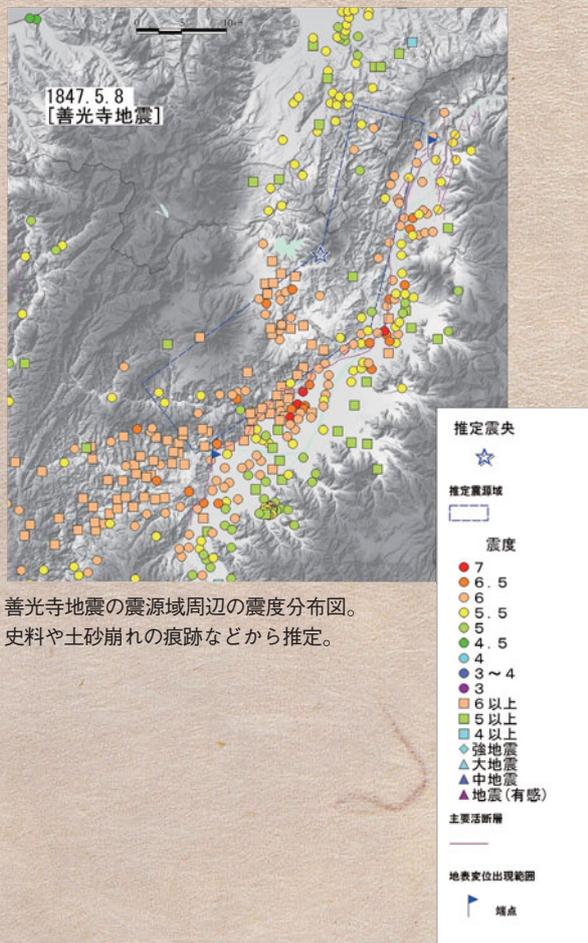 0 5 10
1847.5.8
[善光寺地震]
推定震央
推定震源域
震度
7
6.5
6
5.5
5
4.5
4
3～4
3
6以上
5以上
4以上
強地震
大地震
中地震
地震(有感)
主要活断層
地表変位出現範囲
端点
善光寺地震の震源域周辺の震度分布図。
史料や土砂崩れの痕跡などから推定。